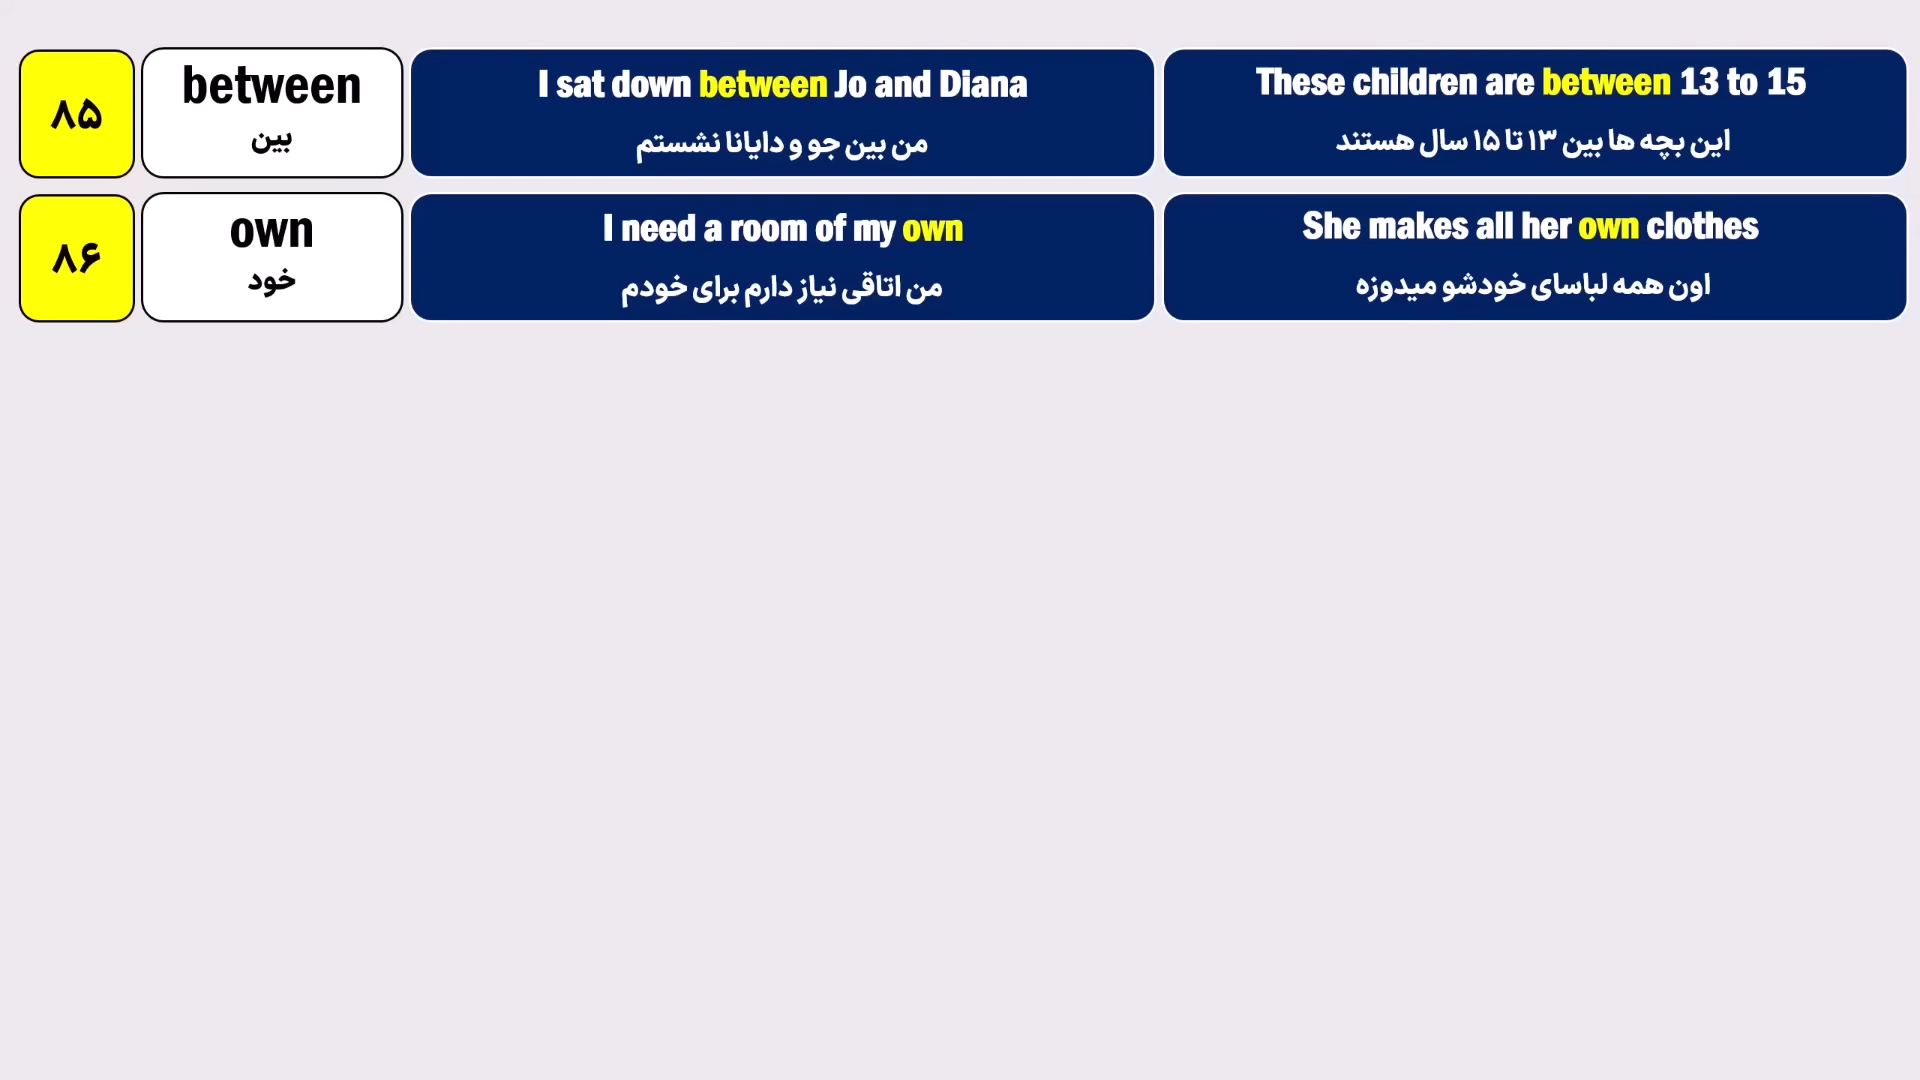 ۸۵
between
بین
I sat down between Jo and Diana
من بین جو و دایانا نشستم
These children are between 13 to 15
این بچه ها بین ۱۳ تا ۱۵ سال هستند
۸۶
own
خود
I need a room of my own
من اتاقی نیاز دارم برای خودم
She makes all her own clothes
اون همه لباسای خودشو میدوزه